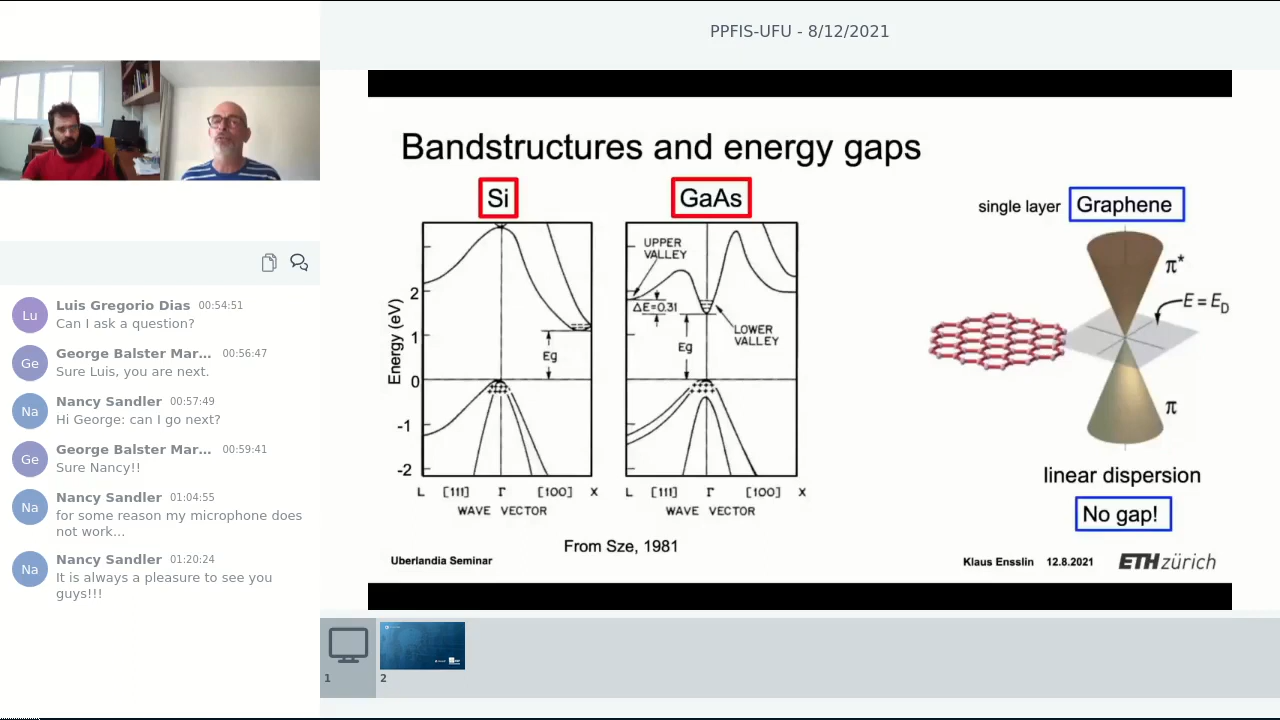 PPFIS-UFU - 8/12/2021
Lu
Luis Gregorio Dias 00:54:51
Can I ask a question?
Ge
George Balster Mar... 00:56:47
Sure Luis, you are next.
Na
Nancy Sandler 00:57:49
Hi George: can I go next?
Ge
George Balster Mar... 00:59:41
Sure Nancy!!
Na
Nancy Sandler 01:04:55
for some reason my microphone does
not work...
Na
Nancy Sandler 01:20:24
It is always a pleasure to see you
guys!!!
Bandstructures and energy gaps
Si
GaAs
Energy (eV)
2
1
0
-1
-2
Eg
L [111] Γ [100] X
WAVE VECTOR
UPPER
VALLEY
ΔE=0.31
LOWER
VALLEY
Eg
L [111] Γ [100] X
WAVE VECTOR
From Sze, 1981
single layer Graphene
π*
E = E_D
π
linear dispersion
No gap!
Uberlandia Seminar
Klaus Ensslin 12.8.2021 ETH zürich
1
2